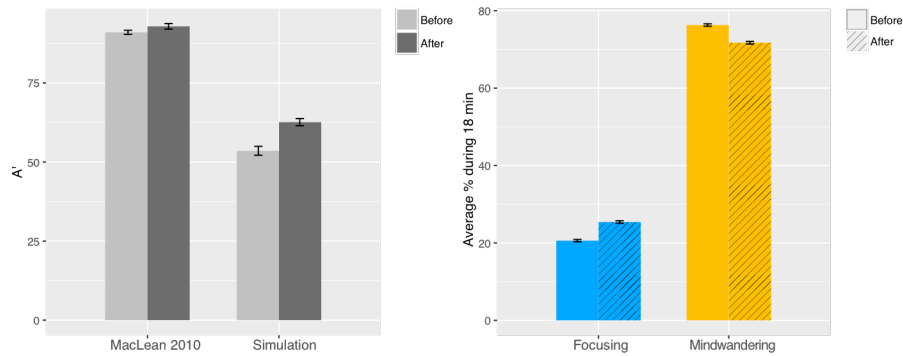 A'
75
50
25
0
MacLean 2010
Simulation
Before
After
Average % during 18 min
80
60
40
20
0
Focusing
Mindwandering
Before
After